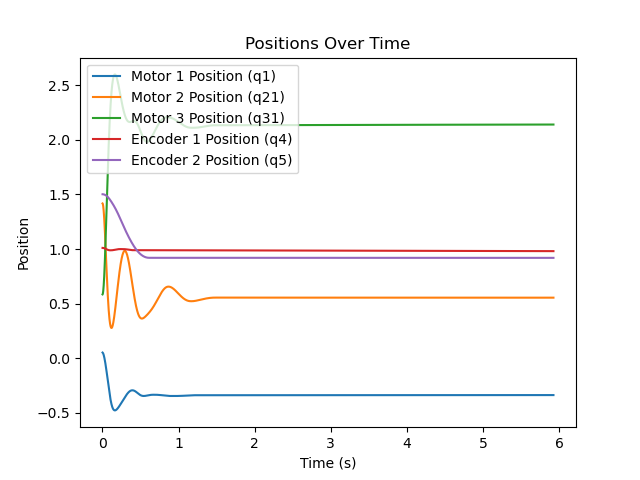 Positions Over Time
Motor 1 Position (q1)
Motor 2 Position (q21)
Motor 3 Position (q31)
Encoder 1 Position (q4)
Encoder 2 Position (q5)
Position
2.5
2.0
1.5
1.0
0.5
0.0
−0.5
0 1 2 3 4 5 6
Time (s)